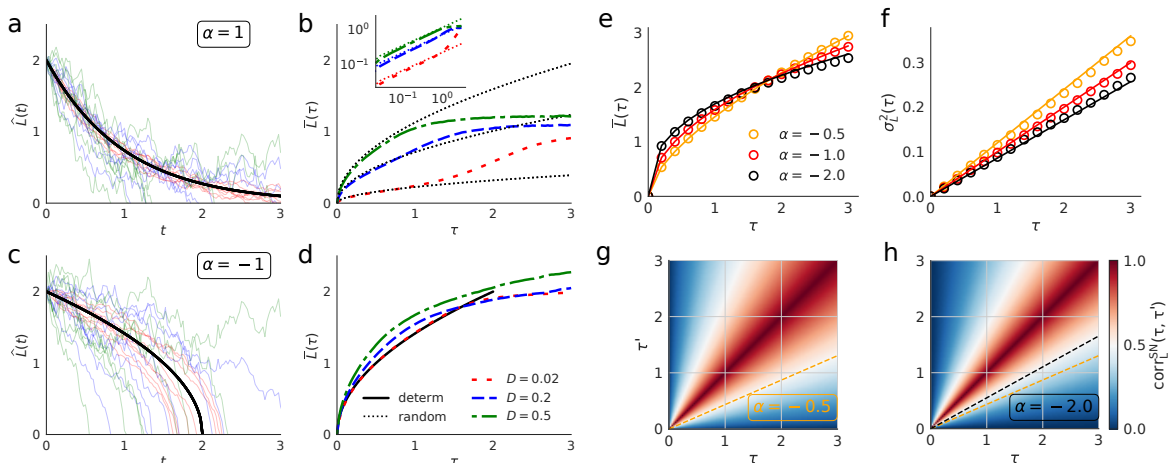 a
α = 1
L̂(t)
2
1
0
0 1 2 3
t
b
10⁰
10⁻¹
10⁻¹ 10⁰
L̅(τ)
2
1
0
0 1 2 3
τ
c
α = −1
L̂(t)
2
1
0
0 1 2 3
t
d
L̅(τ)
2
1
0
determ
random
D = 0.02
D = 0.2
D = 0.5
0 1 2 3
τ
e
L̅(τ)
3
2
1
0
α = −0.5
α = −1.0
α = −2.0
0 1 2 3
τ
f
σ²_L(τ)
0.3
0.2
0.1
0.0
0 1 2 3
τ
g
τ'
3
2
1
0
α = −0.5
0 1 2 3
τ
h
3
2
1
0
α = −2.0
0 1 2 3
τ
1.0
0.5
0.0
corr_L^SN(τ, τ')